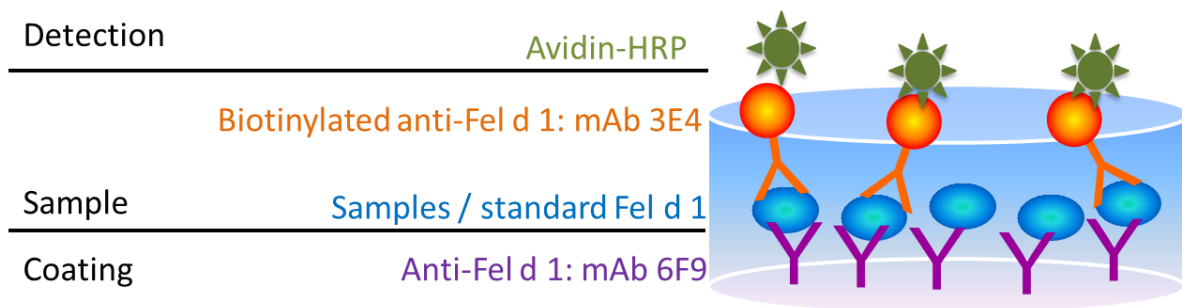 Detection
Avidin-HRP
Biotinylated anti-Fel d 1: mAb 3E4
Sample
Samples / standard Fel d 1
Coating
Anti-Fel d 1: mAb 6F9